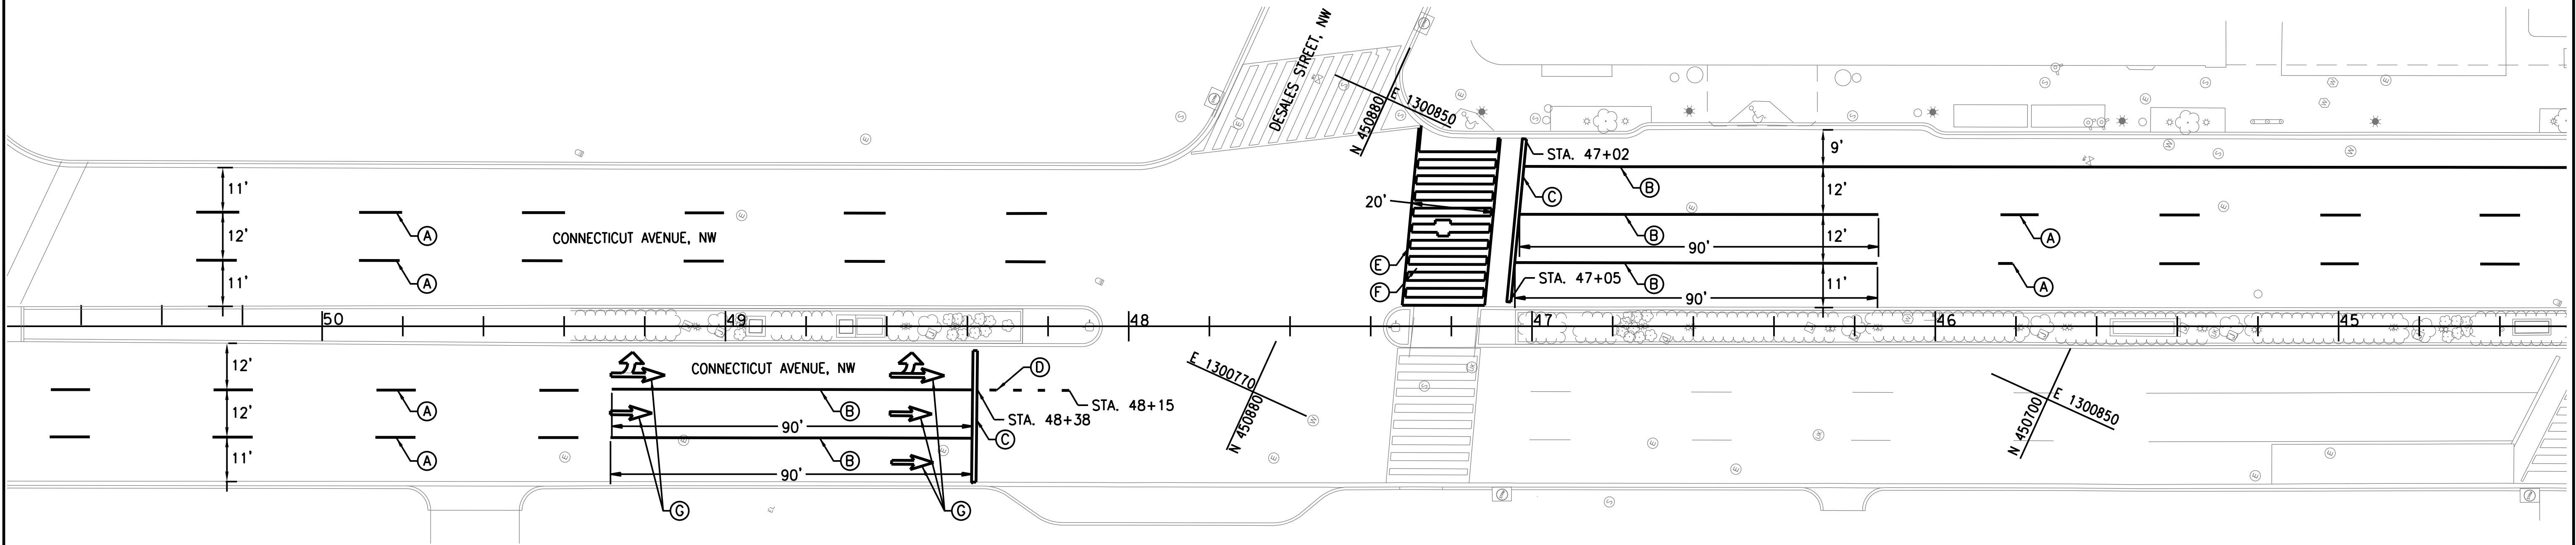 DESALES STREET, NW
N 450880
E 1300850
11'
12'
11'
A
A
CONNECTICUT AVENUE, NW
20'
E
F
STA. 47+02
C
B
9'
12'
B
90'
12'
A
STA. 47+05
B
90'
11'
A
50
49
48
47
46
45
12'
12'
11'
A
A
CONNECTICUT AVENUE, NW
B
90'
B
90'
G
G
D
STA. 48+15
STA. 48+38
C
E 1300770
N 450880
E 1300850
N 450700